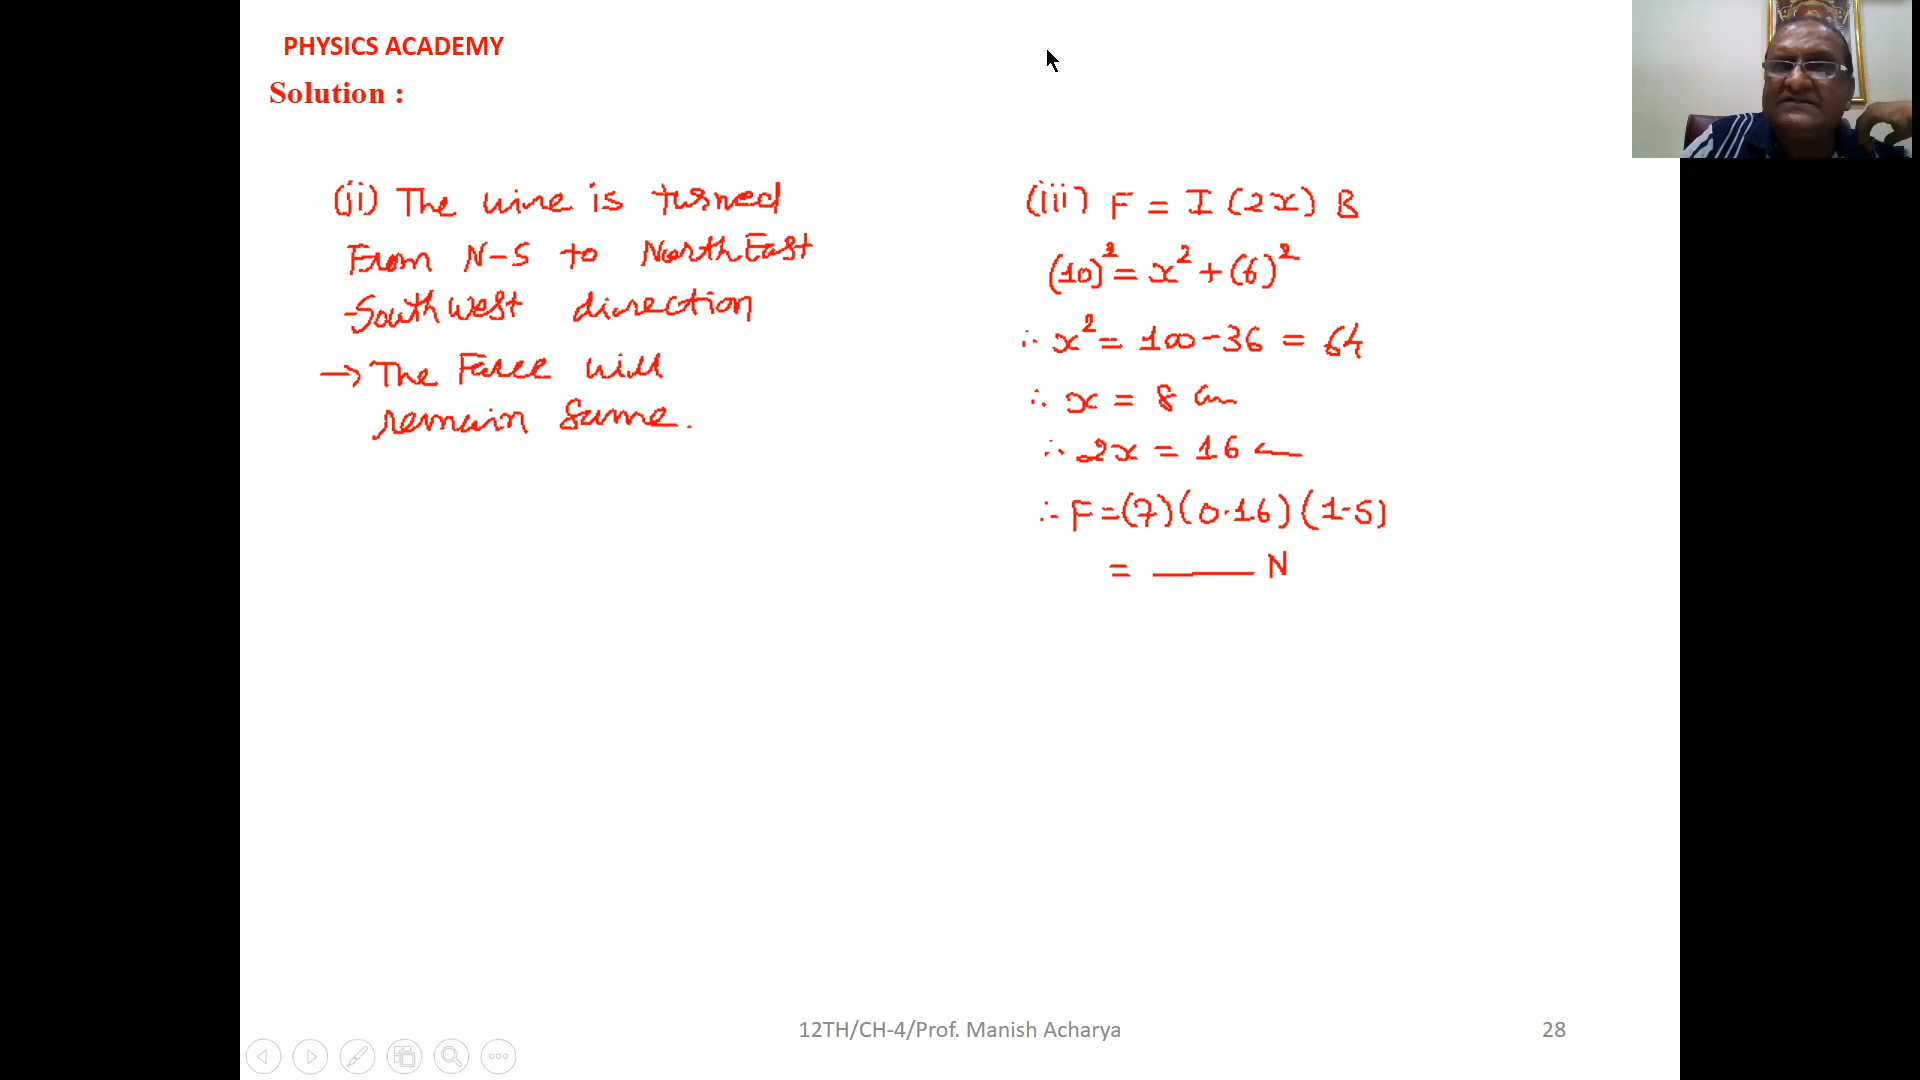 PHYSICS ACADEMY
Solution :
(ii) The wire is turned
From N-S to North East
-South West direction
→ The Force will
remain same.
(iii) F = I (2x) B
(10)² = x² + (6)²
∴ x² = 100 - 36 = 64
∴ x = 8 cm
∴ 2x = 16 cm
∴ F = (7) (0.16) (1.5)
= ____ N
12TH/CH-4/Prof. Manish Acharya
28